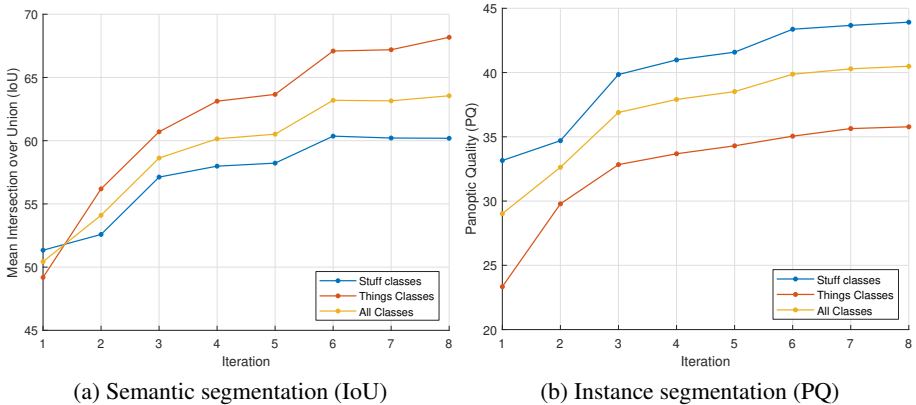 70
65
60
55
50
45
Mean Intersection over Union (IoU)
1 2 3 4 5 6 7 8
Iteration
Stuff classes
Things Classes
All Classes
(a) Semantic segmentation (IoU)
45
40
35
30
25
20
Panoptic Quality (PQ)
1 2 3 4 5 6 7 8
Iteration
Stuff classes
Things Classes
All Classes
(b) Instance segmentation (PQ)